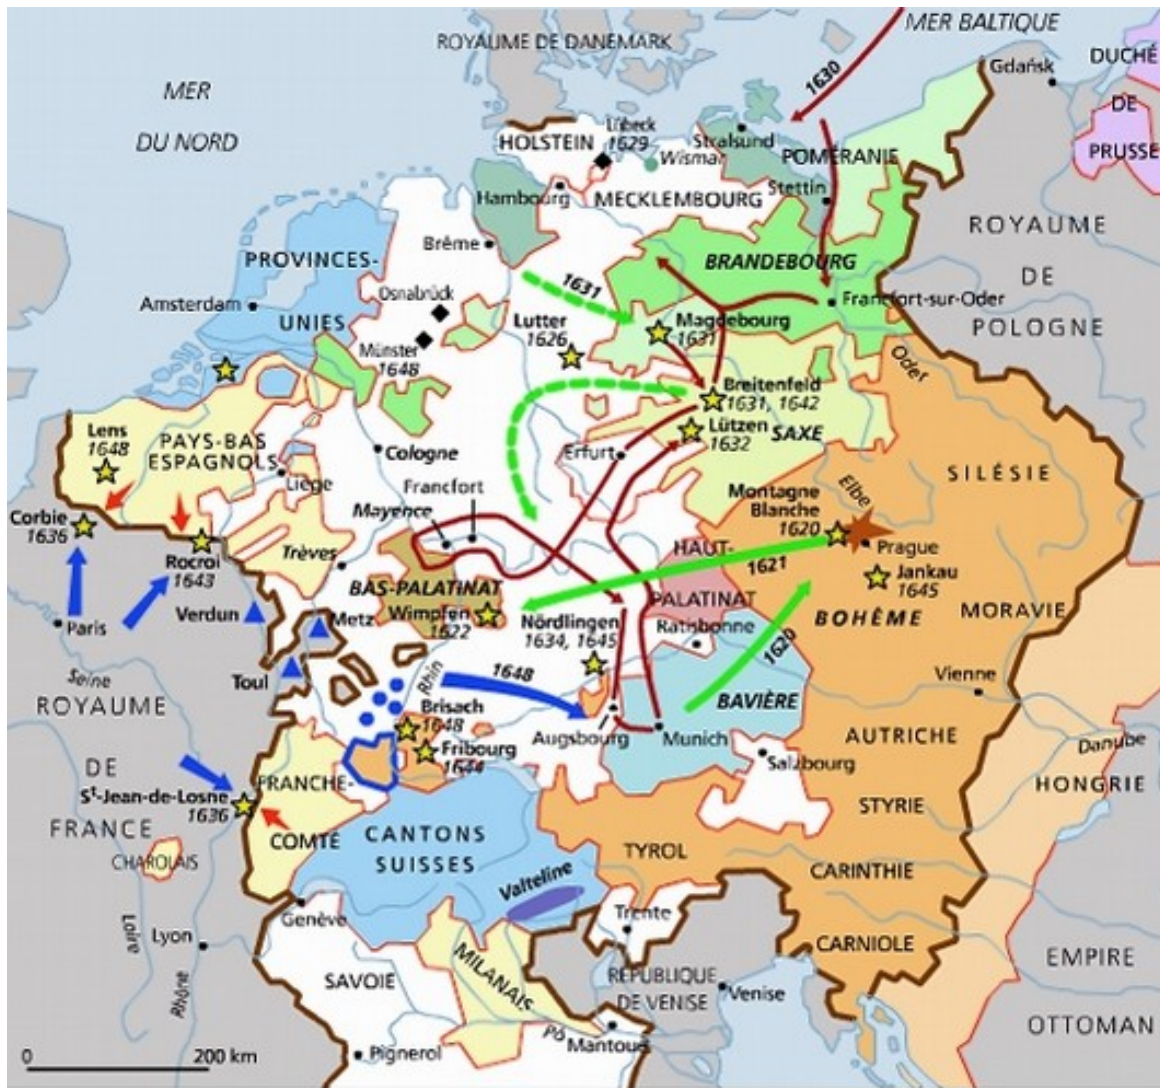 MER BALTIQUE
ROYAUME DE DANEMARK
DUCHÉ
DE
PRUSSE
Gdańsk
1630
MER
DU NORD
HOLSTEIN
Lübeck
1629
Wismar
Stralsund
POMÉRANIE
Stettin
Hambourg
MECKLEMBOURG
ROYAUME
DE
POLOGNE
Brême
PROVINCES-
UNIES
BRANDEBOURG
1631
Amsterdam
Osnabrück
Francfort-sur-Oder
Münster
1648
Lutter
1626
Magdebourg
1631
Oder
Breitenfeld
1631, 1642
Lützen
1632
SAXE
Lens
1648
PAYS-BAS
ESPAGNOLS
Cologne
Erfurt
Liège
SILÉSIE
Francfort
Mayence
Elbe
Montagne
Blanche
1620
Corbie
1636
Rocroi
1643
Trèves
HAUT-
PALATINAT
1621
Prague
Jankau
1645
BAS-PALATINAT
Wimpfen
1622
Nördlingen
1634, 1645
Ratisbonne
BOHÊME
MORAVIE
Paris
Verdun
Metz
Seine
Toul
Rhin
1648
1620
Vienne
ROYAUME
DE
FRANCE
Brisach
1648
Fribourg
1644
BAVIÈRE
Augsbourg
Munich
Salzbourg
AUTRICHE
Danube
HONGRIE
FRANCHE-
COMTÉ
St-Jean-de-Losne
1636
STYRIE
CANTONS
SUISSES
CHAROLAIS
TYROL
CARINTHIE
Valteline
Genève
Trente
Loire
Lyon
Rhône
MILANAIS
CARNIOLE
EMPIRE
OTTOMAN
SAVOIE
RÉPUBLIQUE
DE VENISE
Venise
Pô
Mantoue
Pignerol
0
200 km